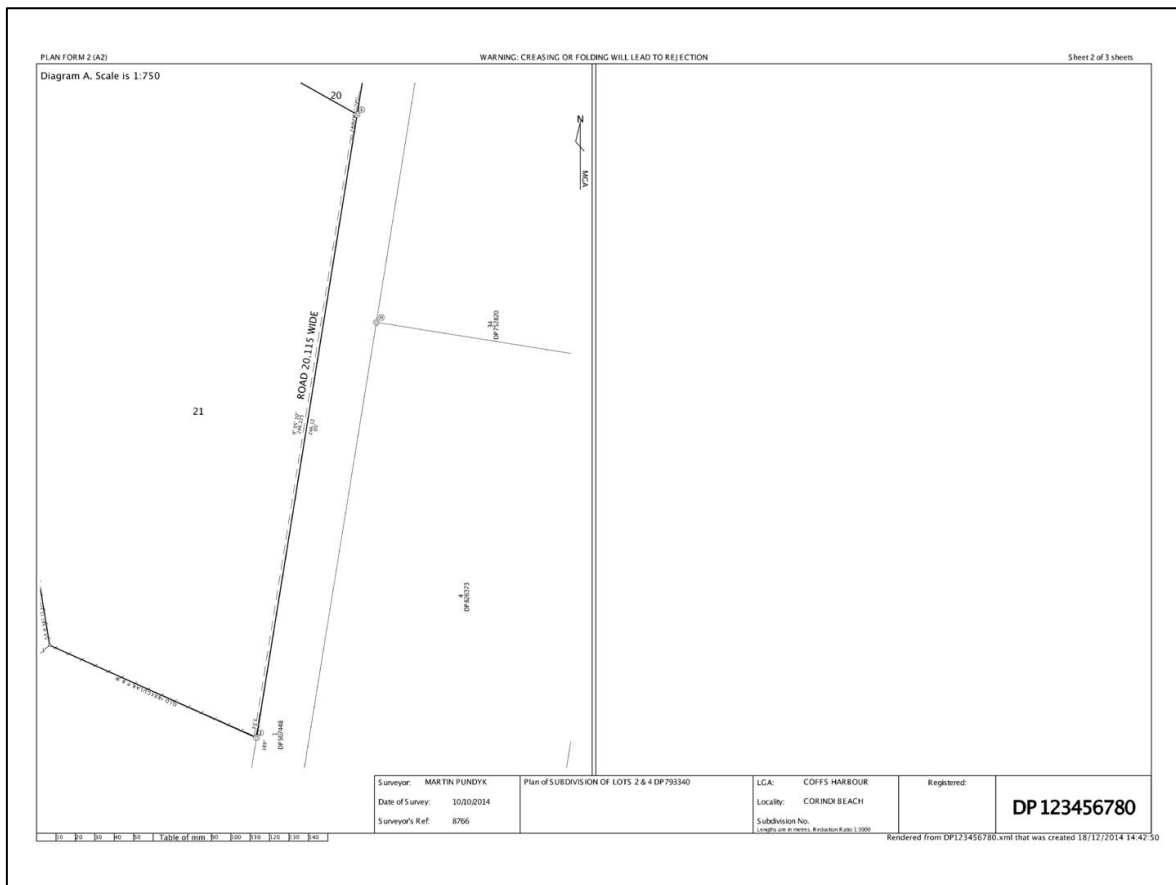 PLAN FORM 2 (A2)
WARNING: CREASING OR FOLDING WILL LEAD TO REJECTION
Sheet 2 of 3 sheets
Diagram A. Scale is 1:750
20
N
MGA
34
DP752820
ROAD 20.115 WIDE
21
4
DP826373
1
DP507448
Surveyor: MARTIN PUNDYK
Date of Survey: 10/10/2014
Surveyor's Ref: 8766
Plan of SUBDIVISION OF LOTS 2 & 4 DP793340
LGA: COFFS HARBOUR
Locality: CORINDI BEACH
Subdivision No.
Lengths are in metres. Reduction Ratio 1:3000
Registered:
DP123456780
10 20 30 40 50 Table of mm 90 100 110 120 130 140
Rendered from DP123456780.xml that was created 18/12/2014 14:42:50